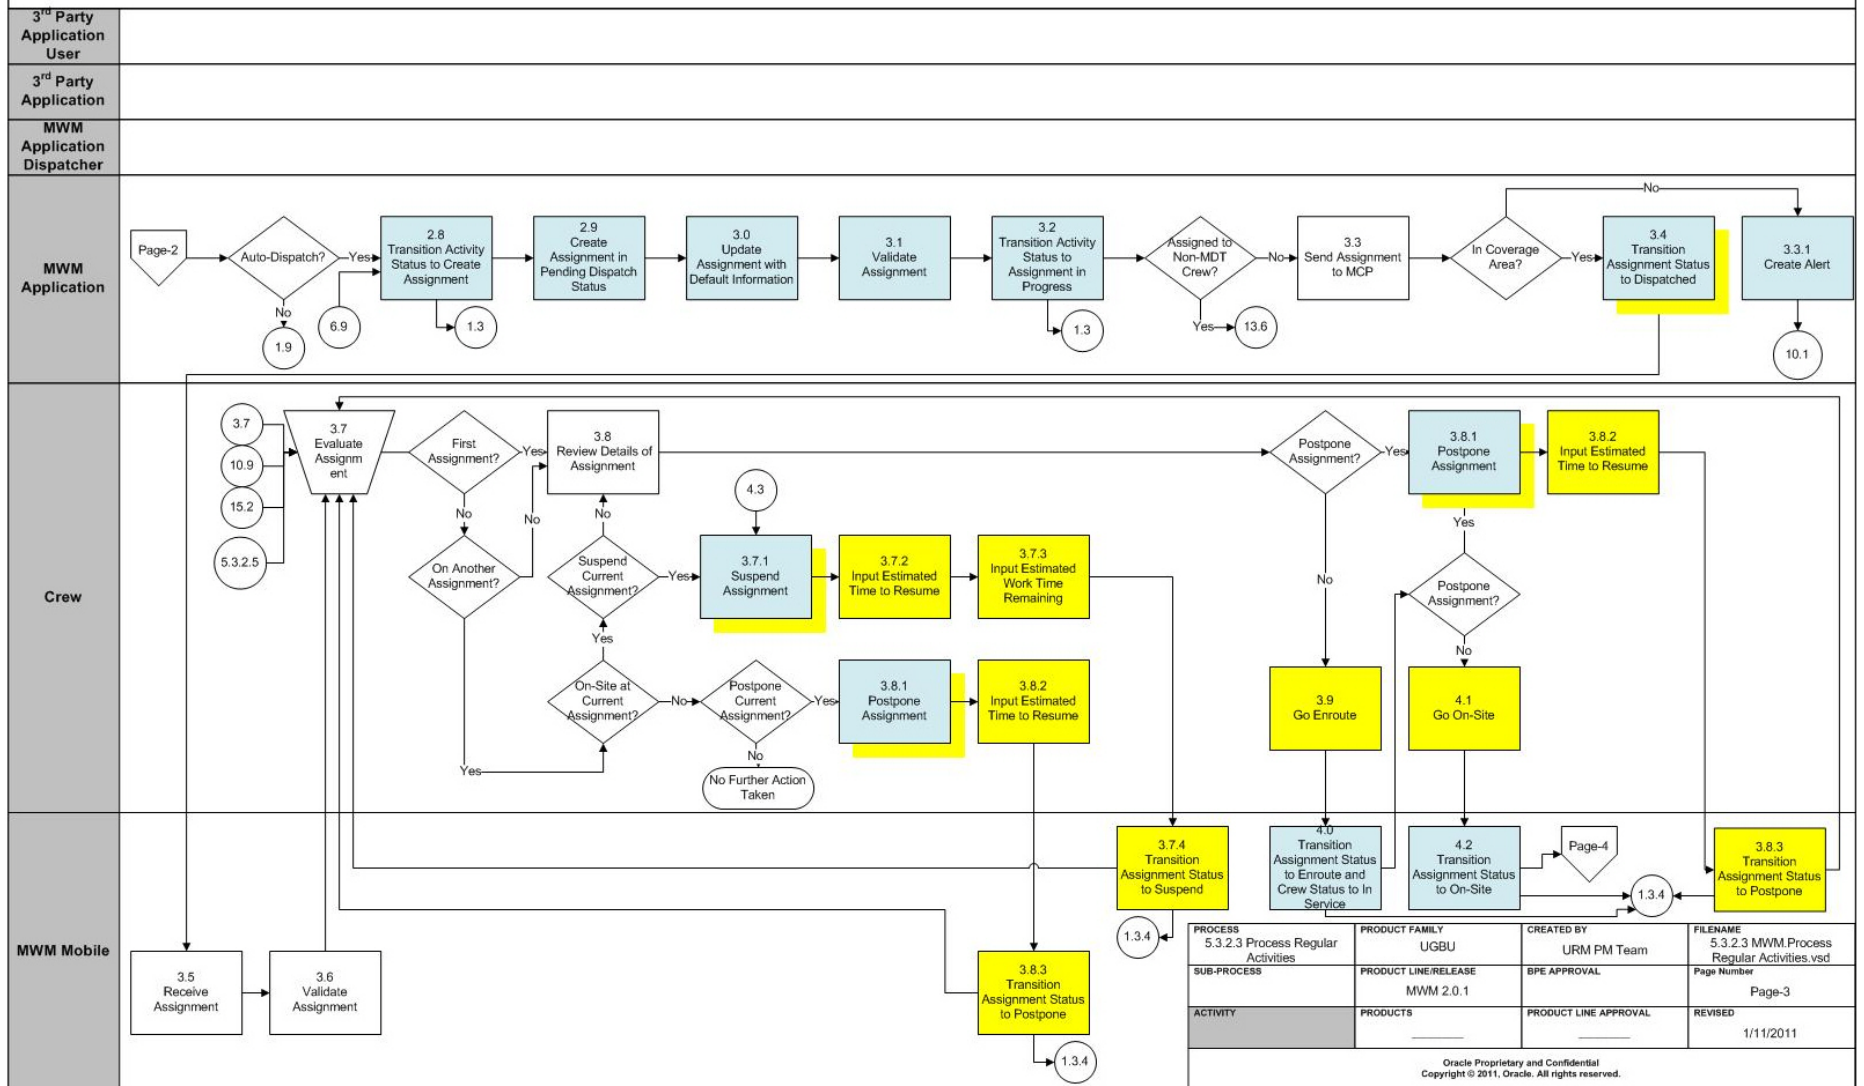 3rd Party
Application
User
3rd Party
Application
MWM
Application
Dispatcher
MWM
Application
Page-2
Auto-Dispatch?
Yes
No
1.9
6.9
2.8
Transition Activity
Status to Create
Assignment
1.3
2.9
Create
Assignment in
Pending Dispatch
Status
3.0
Update
Assignment with
Default Information
3.1
Validate
Assignment
3.2
Transition Activity
Status to
Assignment in
Progress
1.3
Assigned to
Non-MDT
Crew?
No
Yes
13.6
3.3
Send Assignment
to MCP
In Coverage
Area?
No
Yes
3.4
Transition
Assignment Status
to Dispatched
3.3.1
Create Alert
10.1
Crew
3.7
10.9
15.2
5.3.2.5
3.7
Evaluate
Assignm
ent
First
Assignment?
Yes
No
3.8
Review Details of
Assignment
On Another
Assignment?
No
Yes
Suspend
Current
Assignment?
No
Yes
4.3
3.7.1
Suspend
Assignment
3.7.2
Input Estimated
Time to Resume
3.7.3
Input Estimated
Work Time
Remaining
On-Site at
Current
Assignment?
Yes
No
Postpone
Current
Assignment?
Yes
No
No Further Action
Taken
3.8.1
Postpone
Assignment
3.8.2
Input Estimated
Time to Resume
Postpone
Assignment?
Yes
No
3.8.1
Postpone
Assignment
3.8.2
Input Estimated
Time to Resume
Yes
Postpone
Assignment?
No
3.9
Go Enroute
4.1
Go On-Site
MWM Mobile
3.5
Receive
Assignment
3.6
Validate
Assignment
3.8.3
Transition
Assignment Status
to Postpone
1.3.4
3.7.4
Transition
Assignment Status
to Suspend
1.3.4
4.0
Transition
Assignment Status
to Enroute and
Crew Status to In
Service
4.2
Transition
Assignment Status
to On-Site
Page-4
1.3.4
3.8.3
Transition
Assignment Status
to Postpone
PROCESS
5.3.2.3 Process Regular
Activities
PRODUCT FAMILY
UGBU
CREATED BY
URM PM Team
FILENAME
5.3.2.3 MWM.Process
Regular Activities.vsd
SUB-PROCESS
PRODUCT LINE/RELEASE
MWM 2.0.1
BPE APPROVAL
Page Number
Page-3
ACTIVITY
PRODUCTS
PRODUCT LINE APPROVAL
REVISED
1/11/2011
Oracle Proprietary and Confidential
Copyright © 2011, Oracle. All rights reserved.